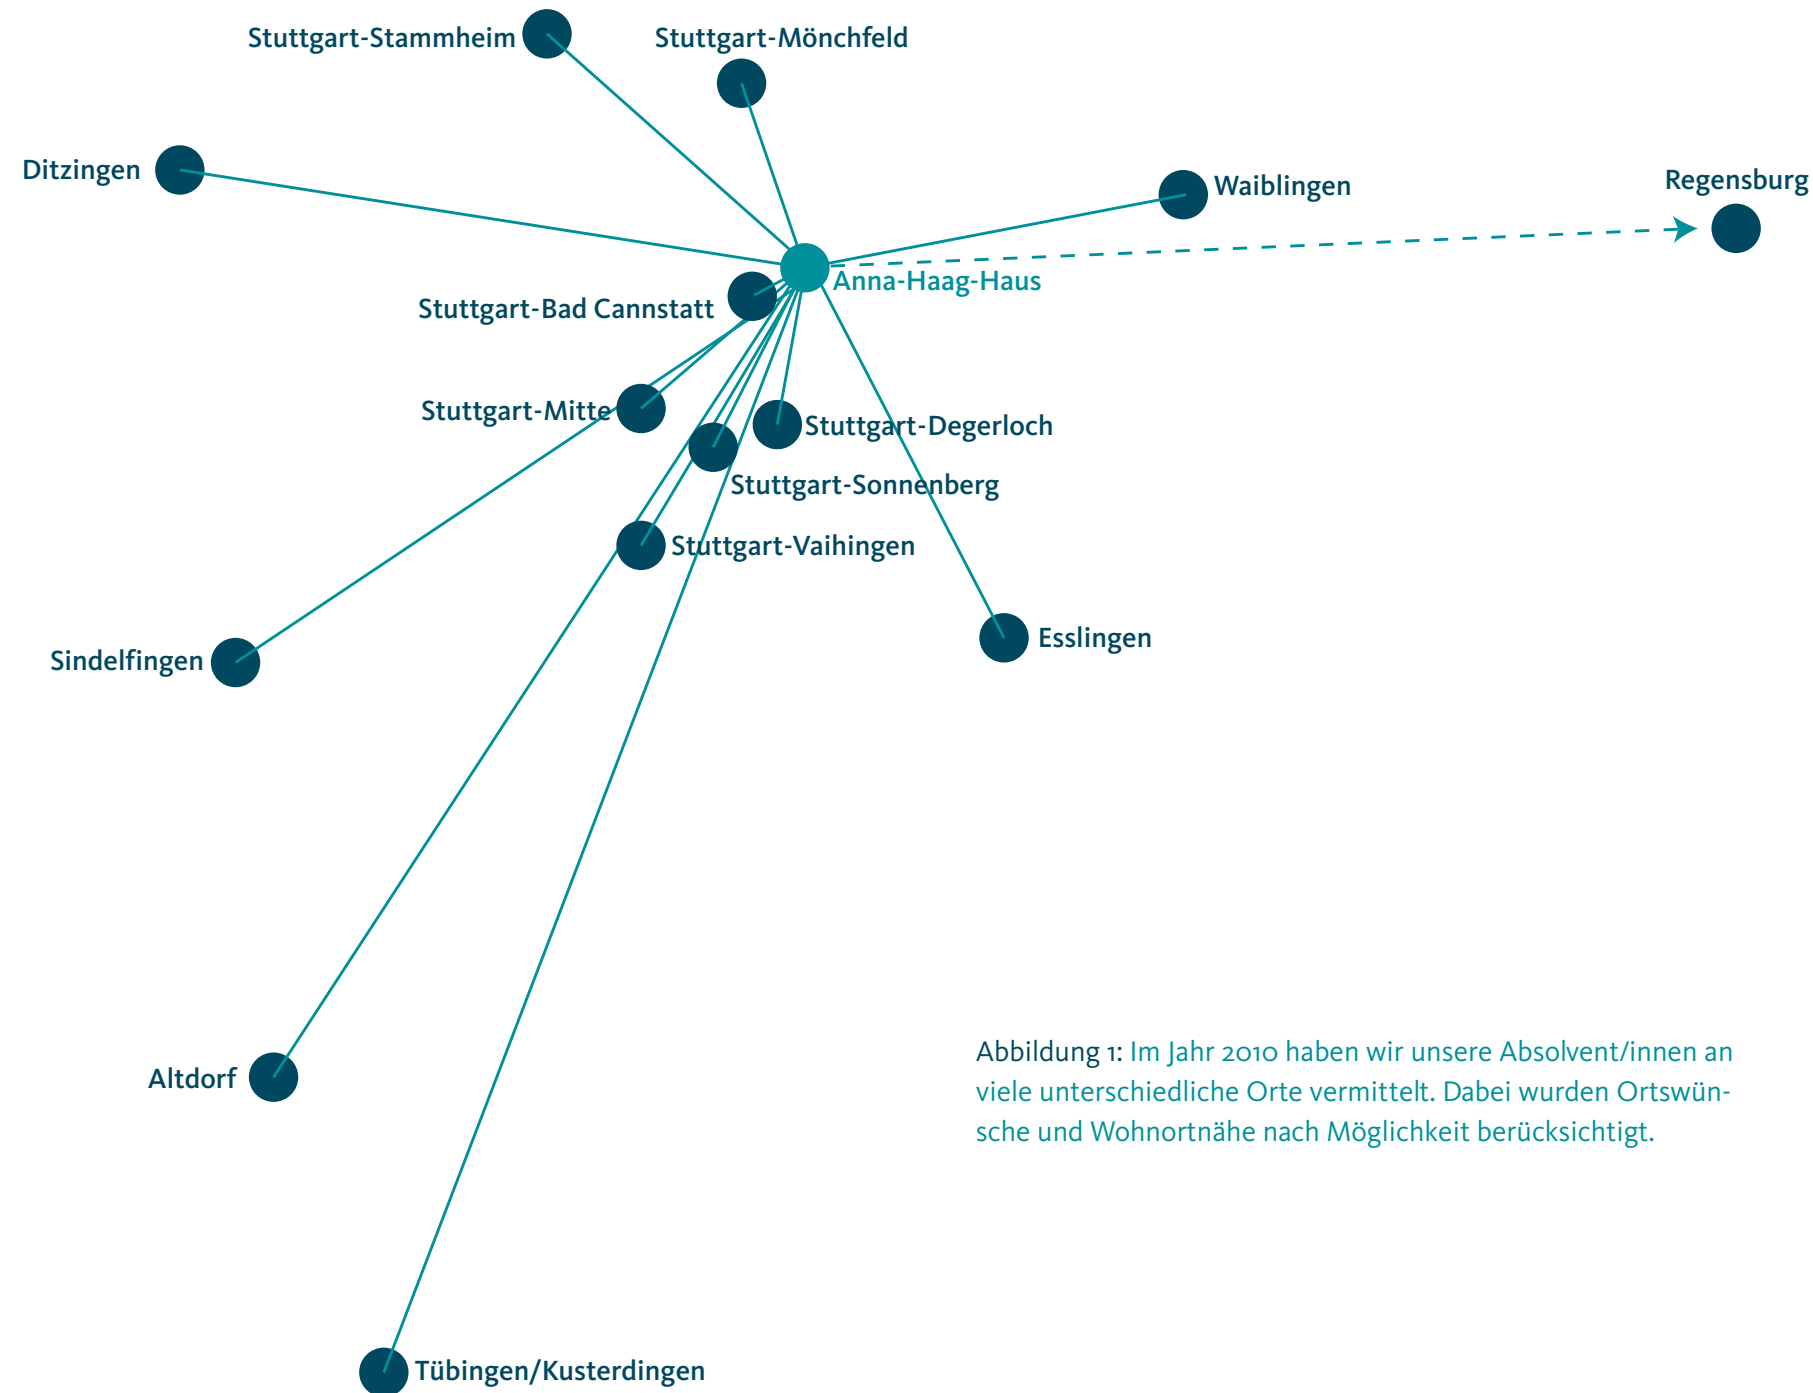 Stuttgart-Stammheim
Stuttgart-Mönchfeld
Ditzingen
Waiblingen
Regensburg
Anna-Haag-Haus
Stuttgart-Bad Cannstatt
Stuttgart-Mitte
Stuttgart-Degerloch
Stuttgart-Sonnenberg
Stuttgart-Vaihingen
Esslingen
Sindelfingen
Altdorf
Abbildung 1: Im Jahr 2010 haben wir unsere Absolvent/innen an
viele unterschiedliche Orte vermittelt. Dabei wurden Ortswün-
sche und Wohnortnähe nach Möglichkeit berücksichtigt.
Tübingen/Kusterdingen